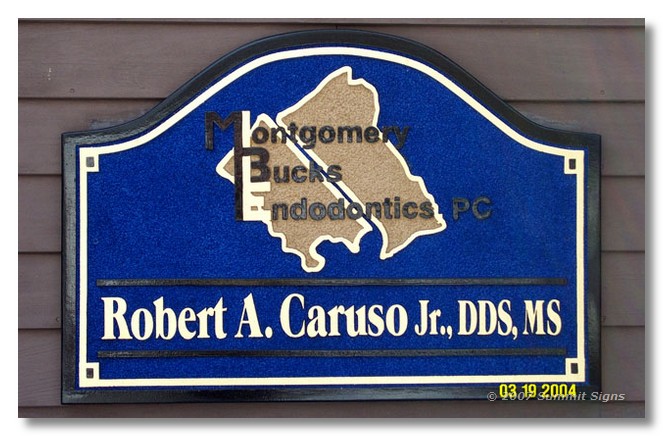 Montgomery
Bucks
Endodontics, PC
Robert A. Caruso Jr., DDS, MS
03 19 2004
© 2007 Summit Signs